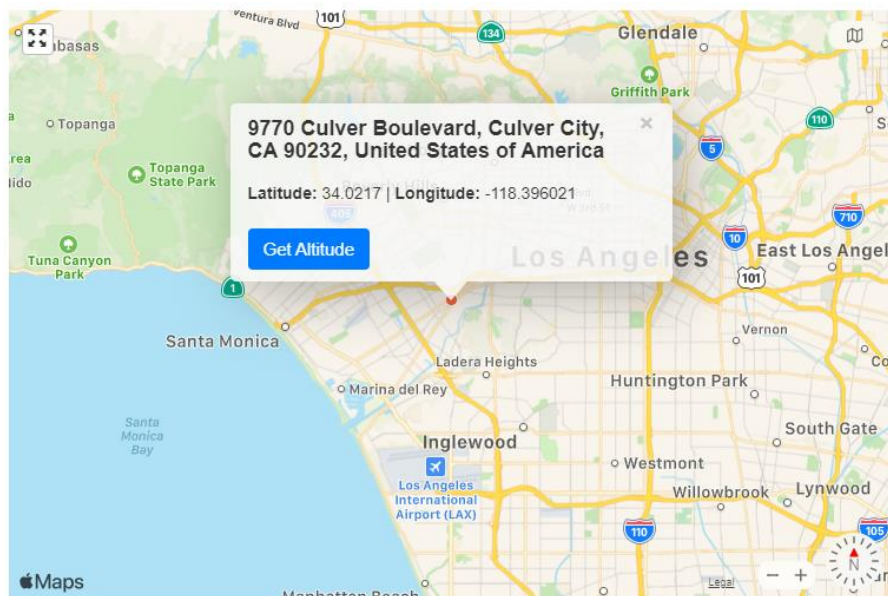 Ventura Blvd
101
134
Glendale
abasas
Griffith Park
110
Topanga
5
9770 Culver Boulevard, Culver City,
CA 90232, United States of America
×
Topanga
State Park
Latitude: 34.0217 | Longitude: -118.396021
405
710
10
Get Altitude
Los Angeles
East Los Angel
Tuna Canyon
Park
101
1
Santa Monica
Vernon
Ladera Heights
Marina del Rey
Huntington Park
Santa
Monica
Bay
South Gate
Inglewood
Westmont
Los Angeles
International
Airport (LAX)
Willowbrook
Lynwood
110
105
N
Maps
Legal
− +
Manhattan Beach